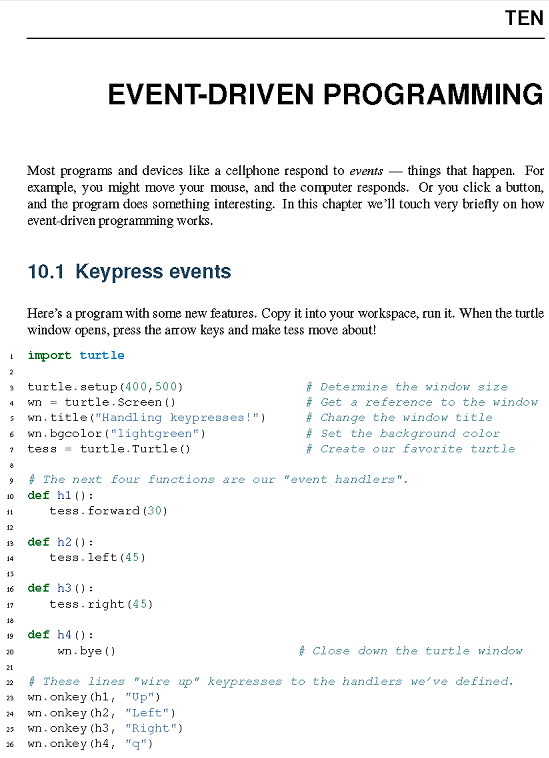 TEN
EVENT-DRIVEN PROGRAMMING
Most programs and devices like a cellphone respond to events — things that happen. For
example, you might move your mouse, and the computer responds. Or you click a button,
and the program does something interesting. In this chapter we'll touch very briefly on how
event-driven programming works.
10.1 Keypress events
Here's a program with some new features. Copy it into your workspace, run it. When the turtle
window opens, press the arrow keys and make tess move about!
1 import turtle
2
3 turtle.setup(400,500) # Determine the window size
4 wn = turtle.Screen() # Get a reference to the window
5 wn.title("Handling keypresses!") # Change the window title
6 wn.bgcolor("lightgreen") # Set the background color
7 tess = turtle.Turtle() # Create our favorite turtle
8
9 # The next four functions are our "event handlers".
10 def h1():
11 tess.forward(30)
12
13 def h2():
14 tess.left(45)
15
16 def h3():
17 tess.right(45)
18
19 def h4():
20 wn.bye() # Close down the turtle window
21
22 # These lines "wire up" keypresses to the handlers we've defined.
23 wn.onkey(h1, "Up")
24 wn.onkey(h2, "Left")
25 wn.onkey(h3, "Right")
26 wn.onkey(h4, "q")